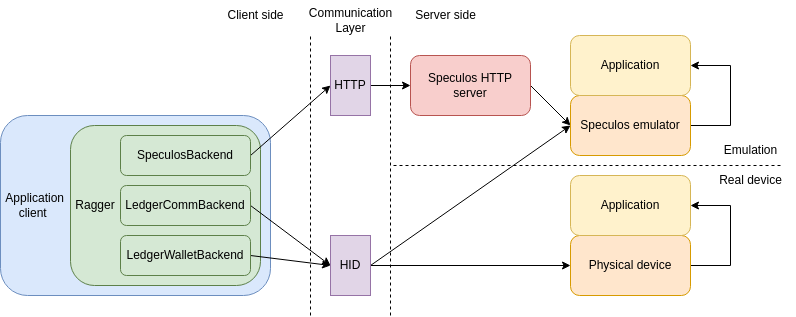 Client side
Communication
Layer
Server side
HTTP
Speculos HTTP
server
Application
Speculos emulator
Emulation
Real device
Application
client
Ragger
SpeculosBackend
LedgerCommBackend
LedgerWalletBackend
HID
Application
Physical device